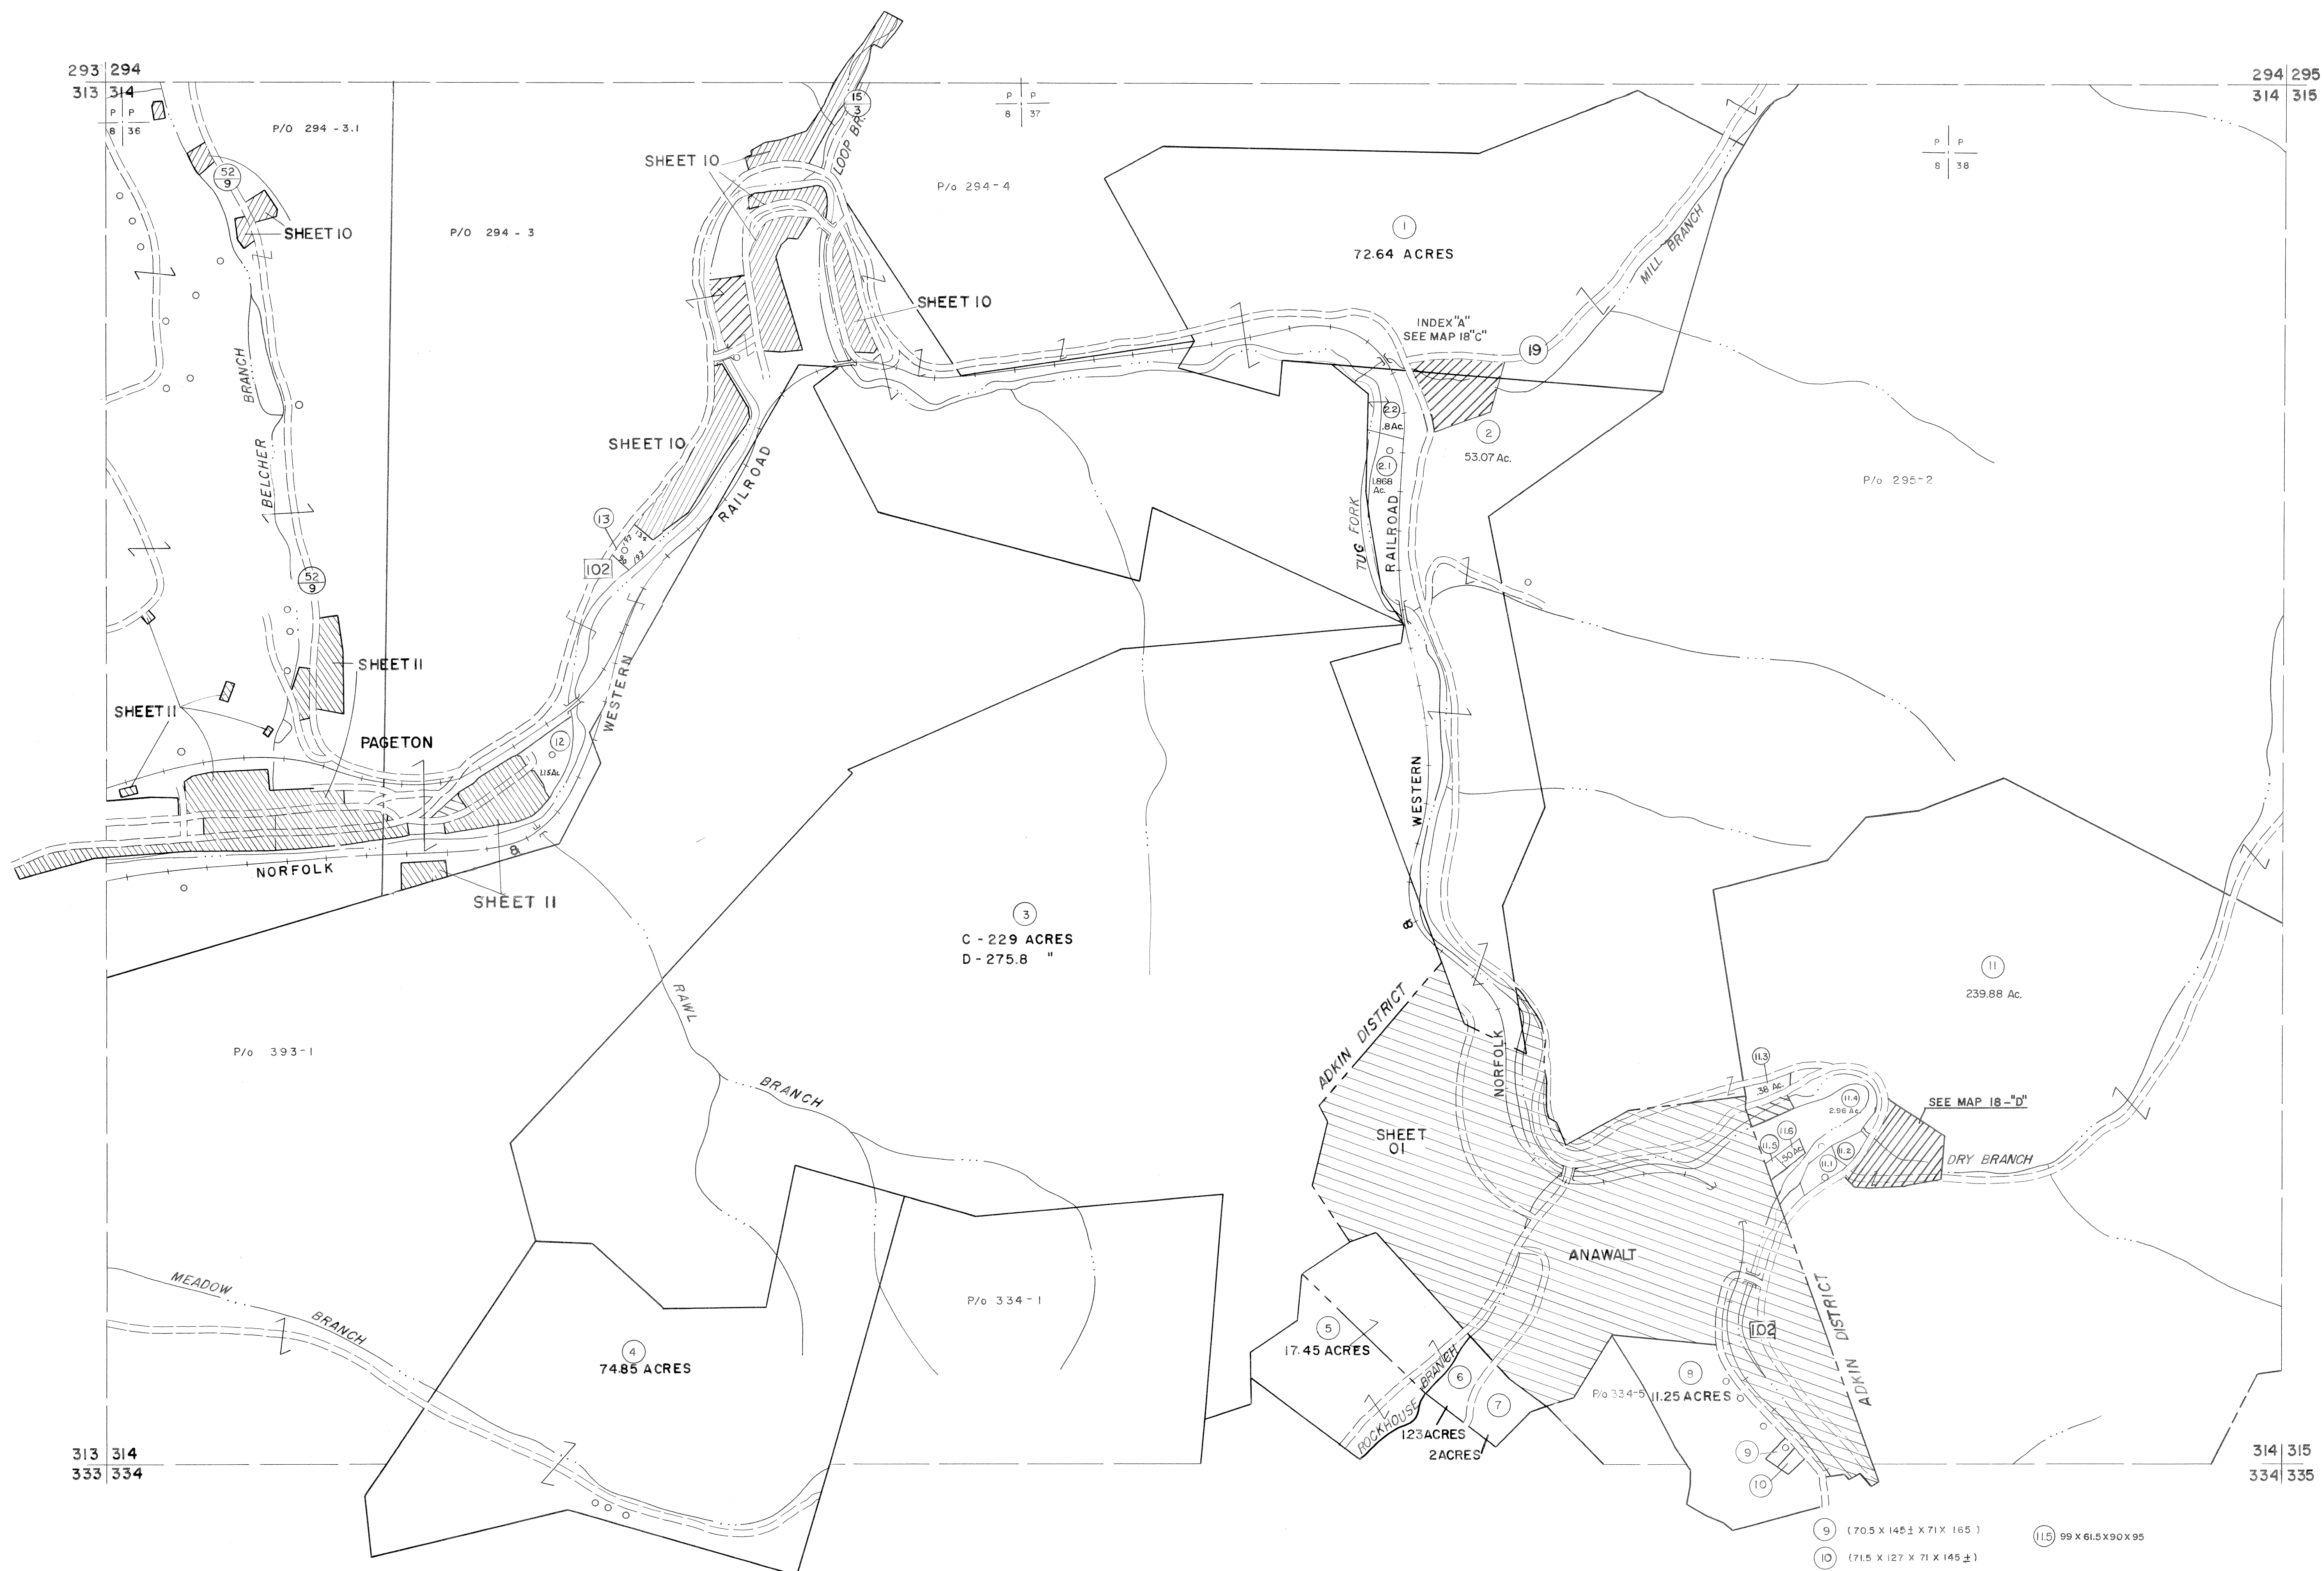 293 294
313 314
P P
8 36
P/O 294 - 3.1
52
9
SHEET 10
P/O 294 - 3
SHEET 10
15
3
LOOP BR.
P P
8 37
P/o 294-4
294 295
314 315
P P
8 38
1
72.64 ACRES
MILL BRANCH
SHEET 10
INDEX "A"
SEE MAP 18 "C"
19
BRANCH
BELCHER
SHEET 10
RAILROAD
2.2
.8 Ac.
2
53.07 Ac.
2.1
1.868
Ac.
P/o 295-2
TUG FORK
RAILROAD
13
193
102
52
9
SHEET 11
SHEET 11
WESTERN
PAGETON
12
1.15 Ac.
WESTERN
NORFOLK
&
SHEET 11
3
C - 229 ACRES
D - 275.8 "
&
11
239.88 Ac.
RAWL
BRANCH
P/o 393-1
ADKIN DISTRICT
NORFOLK
11.3
.38 Ac.
11.4
2.96 Ac.
SEE MAP 18-"D"
SHEET
01
11.6
11.5
.50 Ac.
11.2
11.1
DRY BRANCH
ANAWALT
MEADOW
BRANCH
P/o 334-1
4
74.85 ACRES
5
17.45 ACRES
ROCKHOUSE BRANCH
6
7
1.23 ACRES
2 ACRES
102
ADKIN DISTRICT
8
P/o 334-5
11.25 ACRES
9
10
313 314
333 334
314 315
334 335
9 (70.5 X 145± X 71 X 165)
11.5 99 X 61.5 X 90 X 95
10 (71.5 X 127 X 71 X 145±)